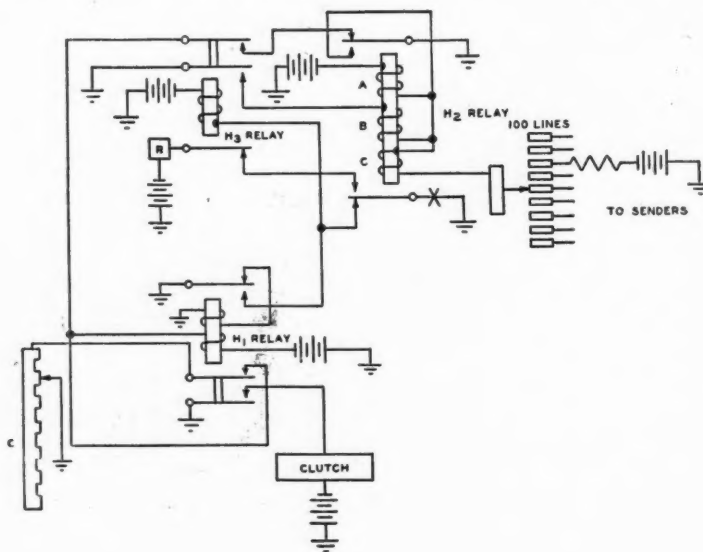 A
H3 RELAY
B
H2 RELAY
100 LINES
R
C
TO SENDERS
H1 RELAY
C
CLUTCH